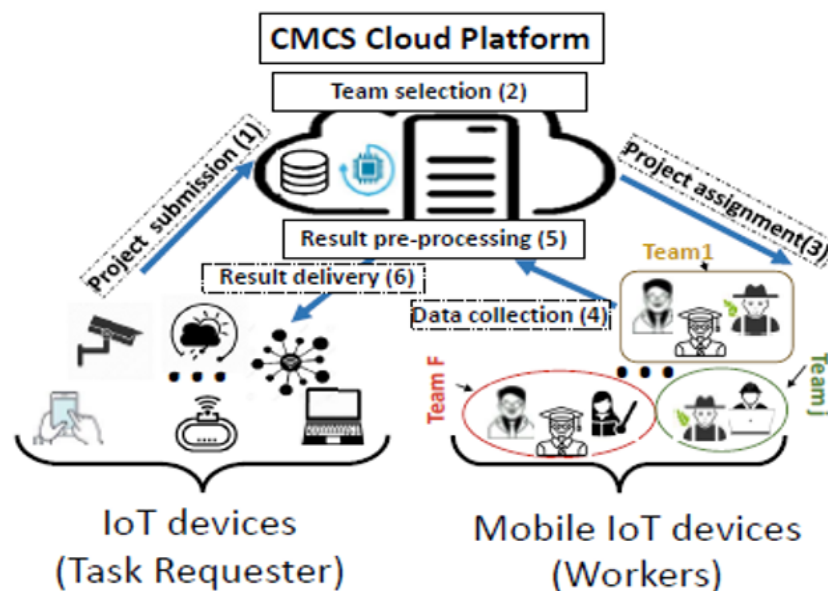 CMCS Cloud Platform
Team selection (2)
Project submission (1)
Project assignment(3)
Result pre-processing (5)
Team1
Result delivery (6)
Data collection (4)
Team F
Team j
IoT devices
(Task Requester)
Mobile IoT devices
(Workers)